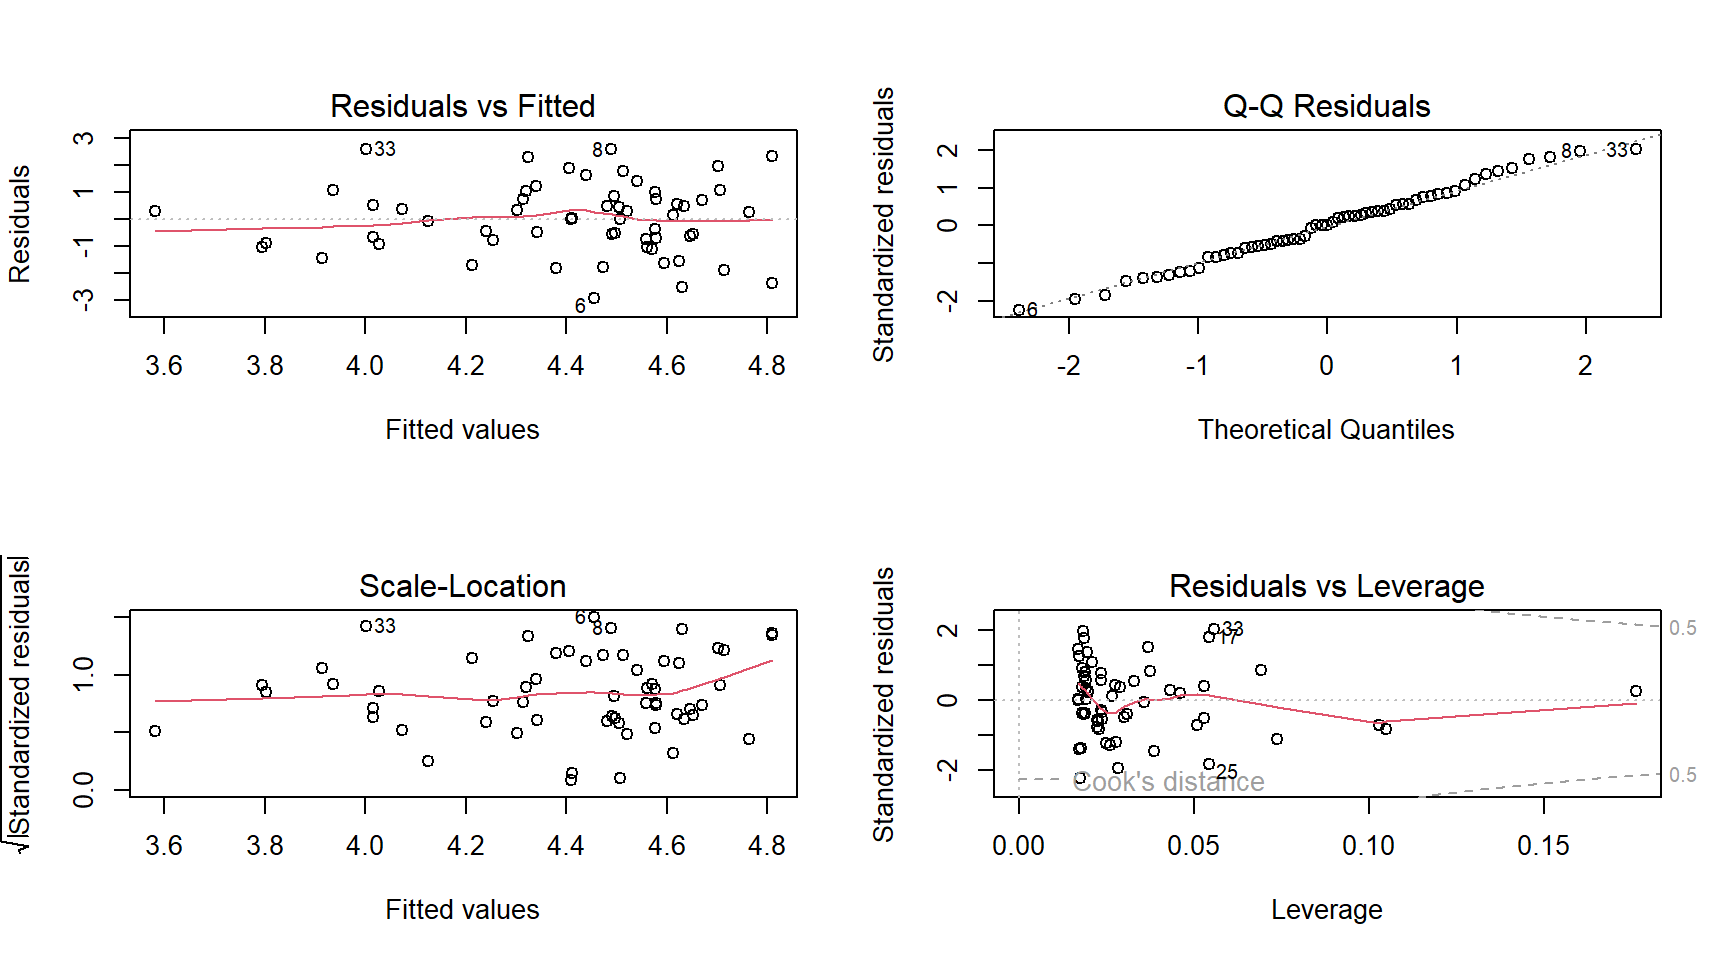 Residuals vs Fitted
Residuals
3
1
-1
-3
33
8
6
3.6 3.8 4.0 4.2 4.4 4.6 4.8
Fitted values
Q-Q Residuals
Standardized residuals
2
1
0
-2
8
33
6
-2 -1 0 1 2
Theoretical Quantiles
Scale-Location
√|Standardized residuals|
1.0
0.0
33
6
8
3.6 3.8 4.0 4.2 4.4 4.6 4.8
Fitted values
Residuals vs Leverage
Standardized residuals
2
0
-2
33
17
25
Cook's distance
0.5
0.5
0.00 0.05 0.10 0.15
Leverage